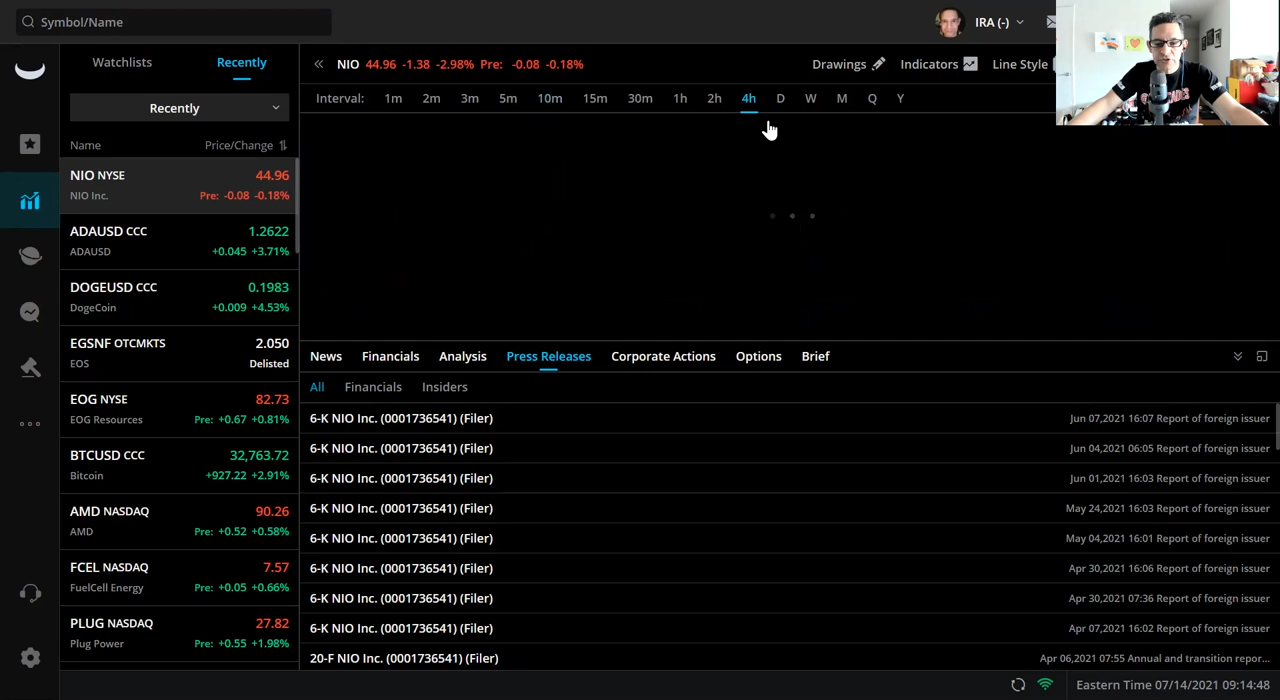 Symbol/Name
IRA (-)
Watchlists Recently
Recently
Name Price/Change
NIO NYSE 44.96
NIO Inc. Pre: -0.08 -0.18%
ADAUSD CCC 1.2622
ADAUSD +0.045 +3.71%
DOGEUSD CCC 0.1983
DogeCoin +0.009 +4.53%
EGSNF OTCMKTS 2.050
EOS Delisted
EOG NYSE 82.73
EOG Resources Pre: +0.67 +0.81%
BTCUSD CCC 32,763.72
Bitcoin +927.22 +2.91%
AMD NASDAQ 90.26
AMD Pre: +0.52 +0.58%
FCEL NASDAQ 7.57
FuelCell Energy Pre: +0.05 +0.66%
PLUG NASDAQ 27.82
Plug Power Pre: +0.55 +1.98%
NIO 44.96 -1.38 -2.98% Pre: -0.08 -0.18% Drawings Indicators Line Style
Interval: 1m 2m 3m 5m 10m 15m 30m 1h 2h 4h D W M Q Y
News Financials Analysis Press Releases Corporate Actions Options Brief
All Financials Insiders
6-K NIO Inc. (0001736541) (Filer) Jun 07,2021 16:07 Report of foreign issuer
6-K NIO Inc. (0001736541) (Filer) Jun 04,2021 06:05 Report of foreign issuer
6-K NIO Inc. (0001736541) (Filer) Jun 01,2021 16:03 Report of foreign issuer
6-K NIO Inc. (0001736541) (Filer) May 24,2021 16:03 Report of foreign issuer
6-K NIO Inc. (0001736541) (Filer) May 04,2021 16:01 Report of foreign issuer
6-K NIO Inc. (0001736541) (Filer) Apr 30,2021 16:06 Report of foreign issuer
6-K NIO Inc. (0001736541) (Filer) Apr 30,2021 07:36 Report of foreign issuer
6-K NIO Inc. (0001736541) (Filer) Apr 07,2021 16:02 Report of foreign issuer
20-F NIO Inc. (0001736541) (Filer) Apr 06,2021 07:55 Annual and transition repor...
Eastern Time 07/14/2021 09:14:48